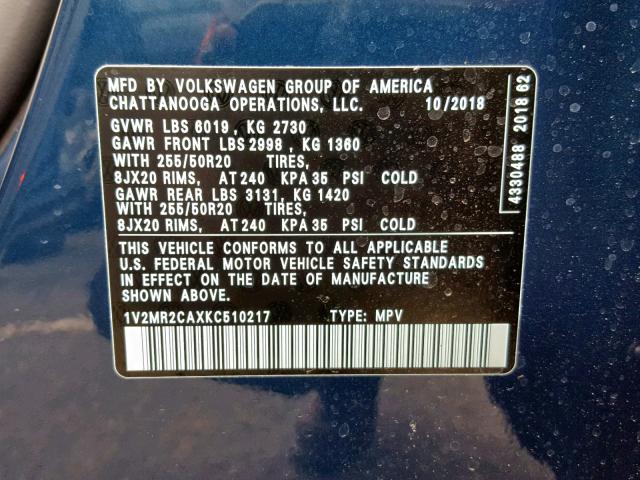 MFD BY VOLKSWAGEN GROUP OF AMERICA
CHATTANOOGA OPERATIONS, LLC. 10/2018
GVWR LBS 6019, KG 2730
GAWR FRONT LBS 2998, KG 1360
WITH 255/50R20 TIRES,
8JX20 RIMS, AT 240 KPA 35 PSI COLD
GAWR REAR LBS 3131, KG 1420
WITH 255/50R20 TIRES,
8JX20 RIMS, AT 240 KPA 35 PSI COLD
THIS VEHICLE CONFORMS TO ALL APPLICABLE
U.S. FEDERAL MOTOR VEHICLE SAFETY STANDARDS
IN EFFECT ON THE DATE OF MANUFACTURE
SHOWN ABOVE.
1V2MR2CAXKC510217 TYPE: MPV
4330488 2018 62